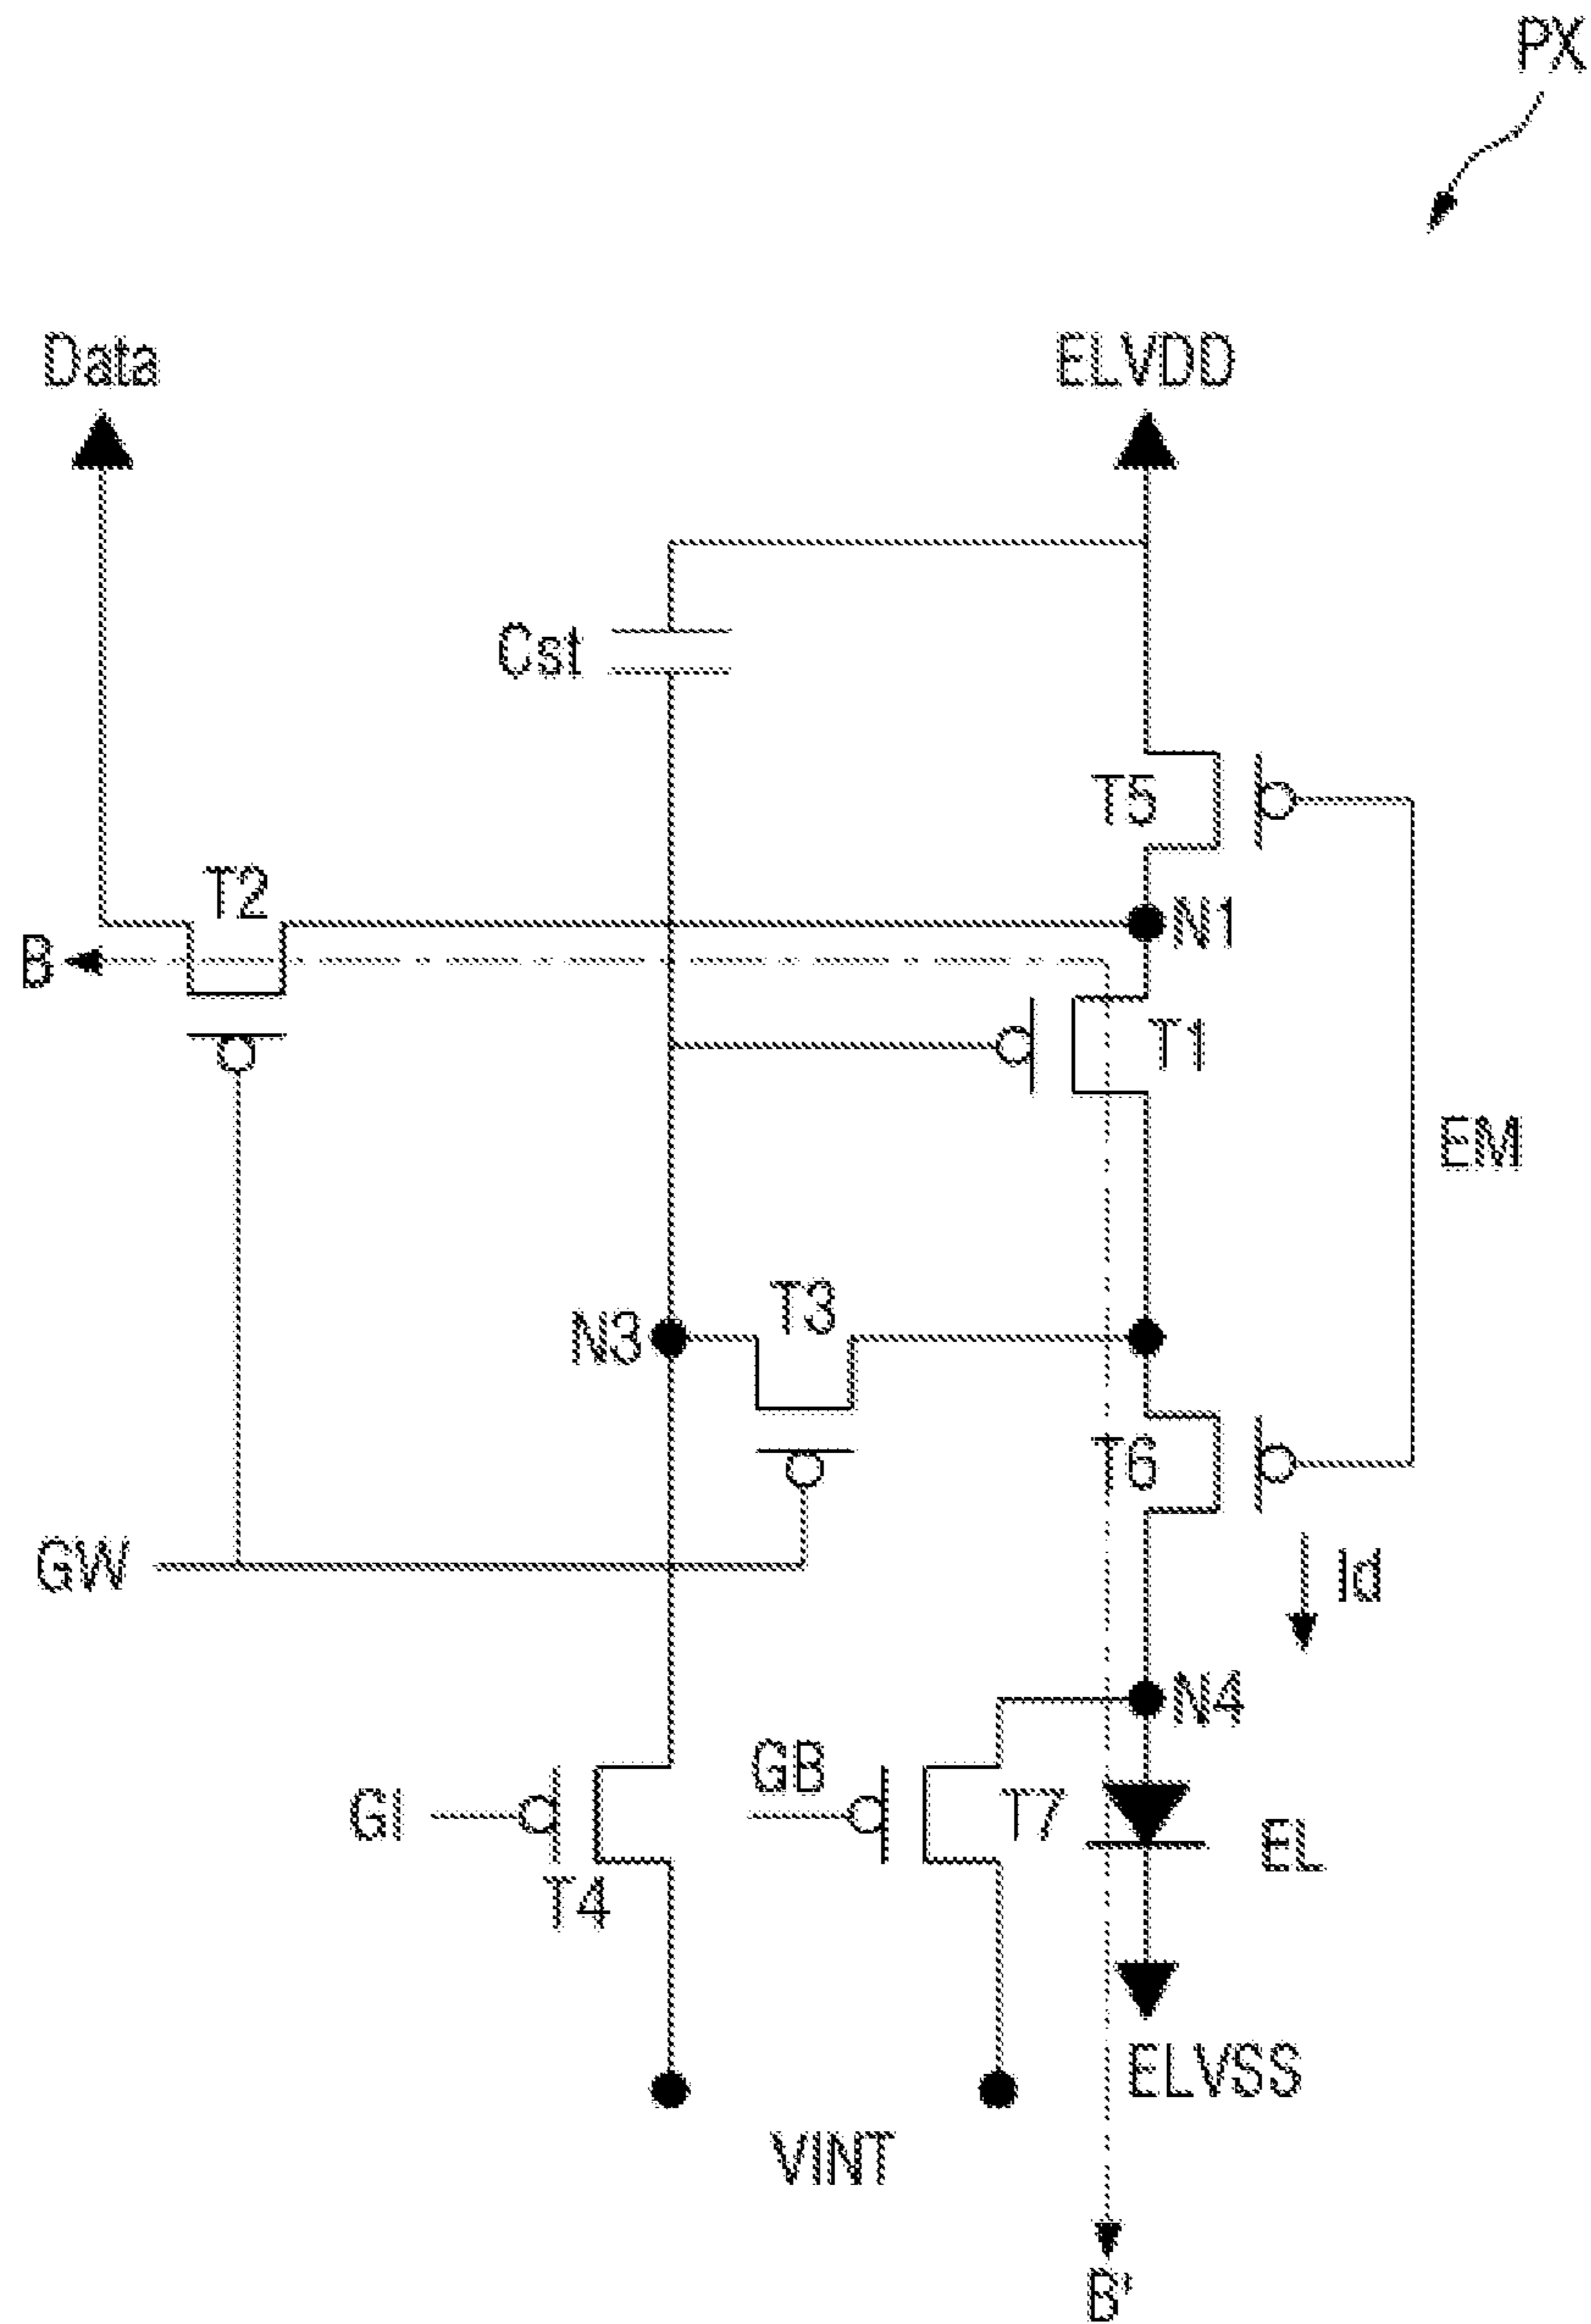 PX
Data
ELVDD
Cst
T5
T2
N1
B
T1
EM
T3
N3
T6
GW
Id
N4
GB
GI
T7
EL
T4
ELVSS
VINT
B'